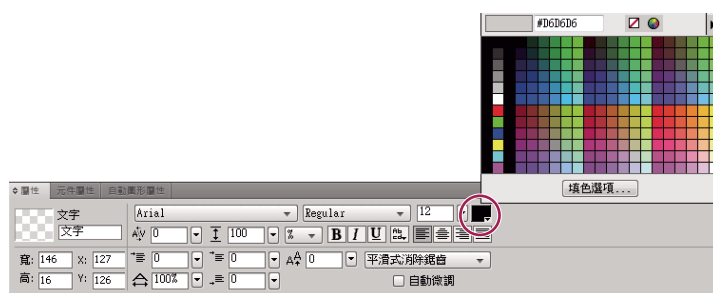 #D6D6D6
填色選項...
屬性 元件屬性 自動圖形屬性
文字 Arial Regular 12
文字 0 100 % B I U
寬: 146 X: 127 0 0 0 平滑式消除鋸齒
高: 16 Y: 126 100% 0 自動微調